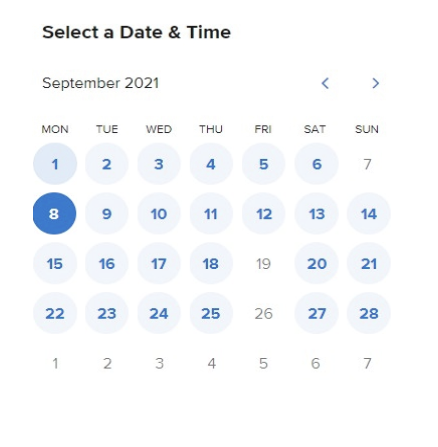 Select a Date & Time
September 2021
MON TUE WED THU FRI SAT SUN
1 2 3 4 5 6 7
8 9 10 11 12 13 14
15 16 17 18 19 20 21
22 23 24 25 26 27 28
1 2 3 4 5 6 7